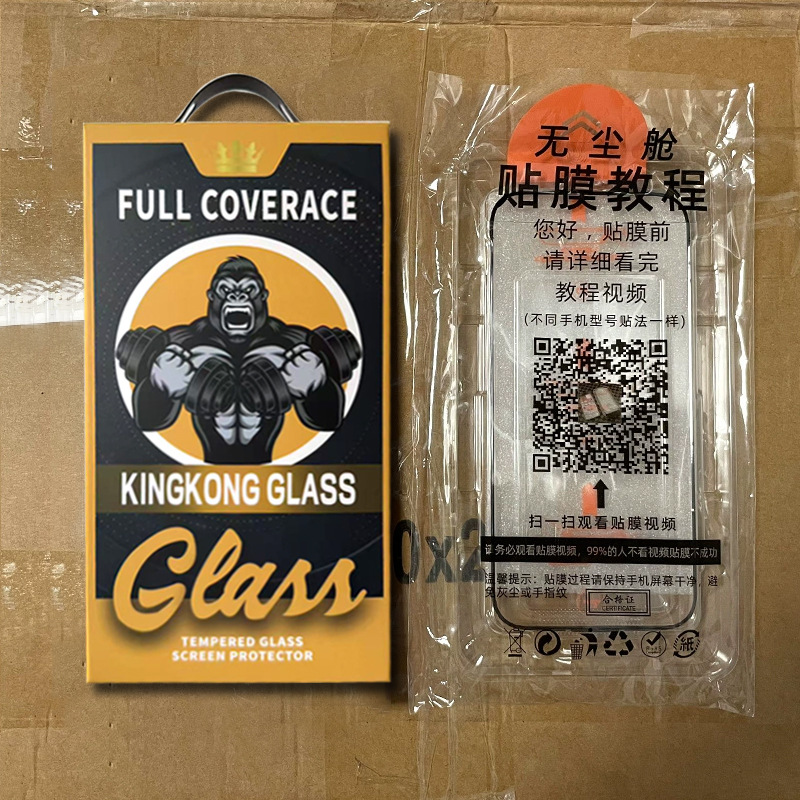 FULL COVERACE
KINGKONG GLASS
Glass
TEMPERED GLASS
SCREEN PROTECTOR
无尘舱
贴膜教程
您好，贴膜前
请详细看完
教程视频
(不同手机型号贴法一样)
扫一扫观看贴膜视频
务必观看贴膜视频，99%的人不看视频贴膜不成功
温馨提示：贴膜过程请保持手机屏幕干净，避
免灰尘或手指纹
合格证
CERTIFICATE
0x2
紙